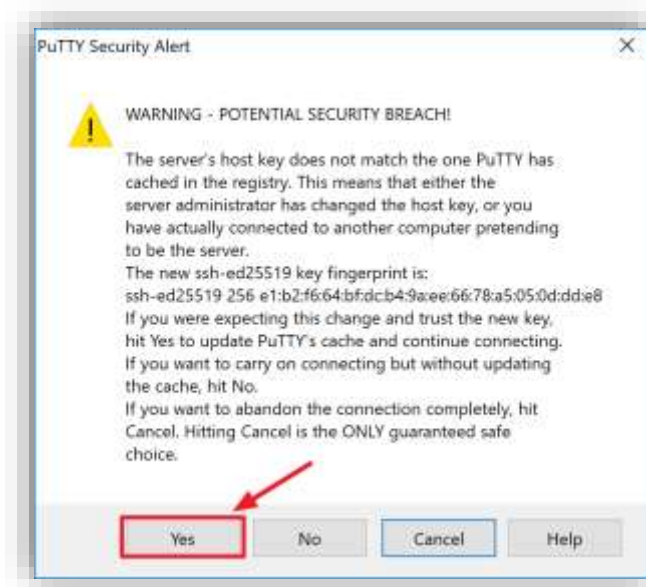 PuTTY Security Alert
WARNING - POTENTIAL SECURITY BREACH!
The server's host key does not match the one PuTTY has
cached in the registry. This means that either the
server administrator has changed the host key, or you
have actually connected to another computer pretending
to be the server.
The new ssh-ed25519 key fingerprint is:
ssh-ed25519 256 e1:b2:f6:64:bf:dc:b4:9a:ee:66:78:a5:05:0d:dd:e8
If you were expecting this change and trust the new key,
hit Yes to update PuTTY's cache and continue connecting.
If you want to carry on connecting but without updating
the cache, hit No.
If you want to abandon the connection completely, hit
Cancel. Hitting Cancel is the ONLY guaranteed safe
choice.
Yes No Cancel Help